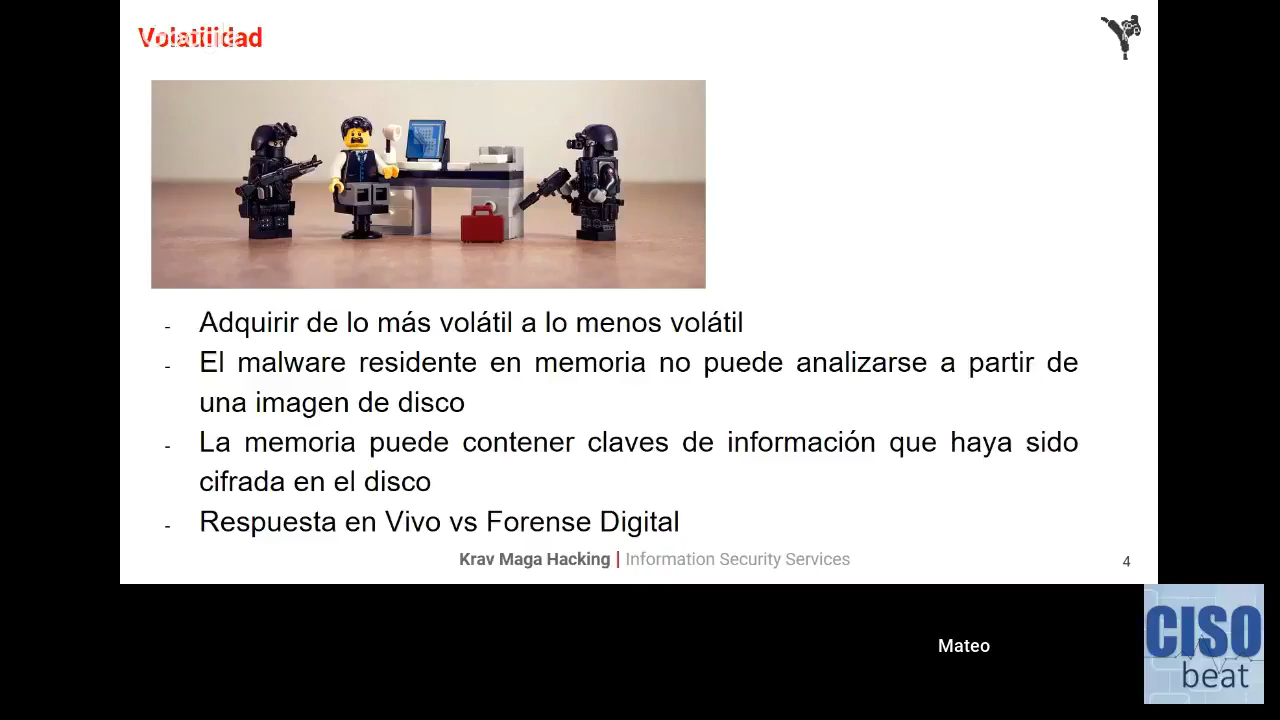 Volatilidad
- Adquirir de lo más volátil a lo menos volátil
- El malware residente en memoria no puede analizarse a partir de
una imagen de disco
- La memoria puede contener claves de información que haya sido
cifrada en el disco
- Respuesta en Vivo vs Forense Digital
Krav Maga Hacking | Information Security Services
4
Mateo
CISO
beat